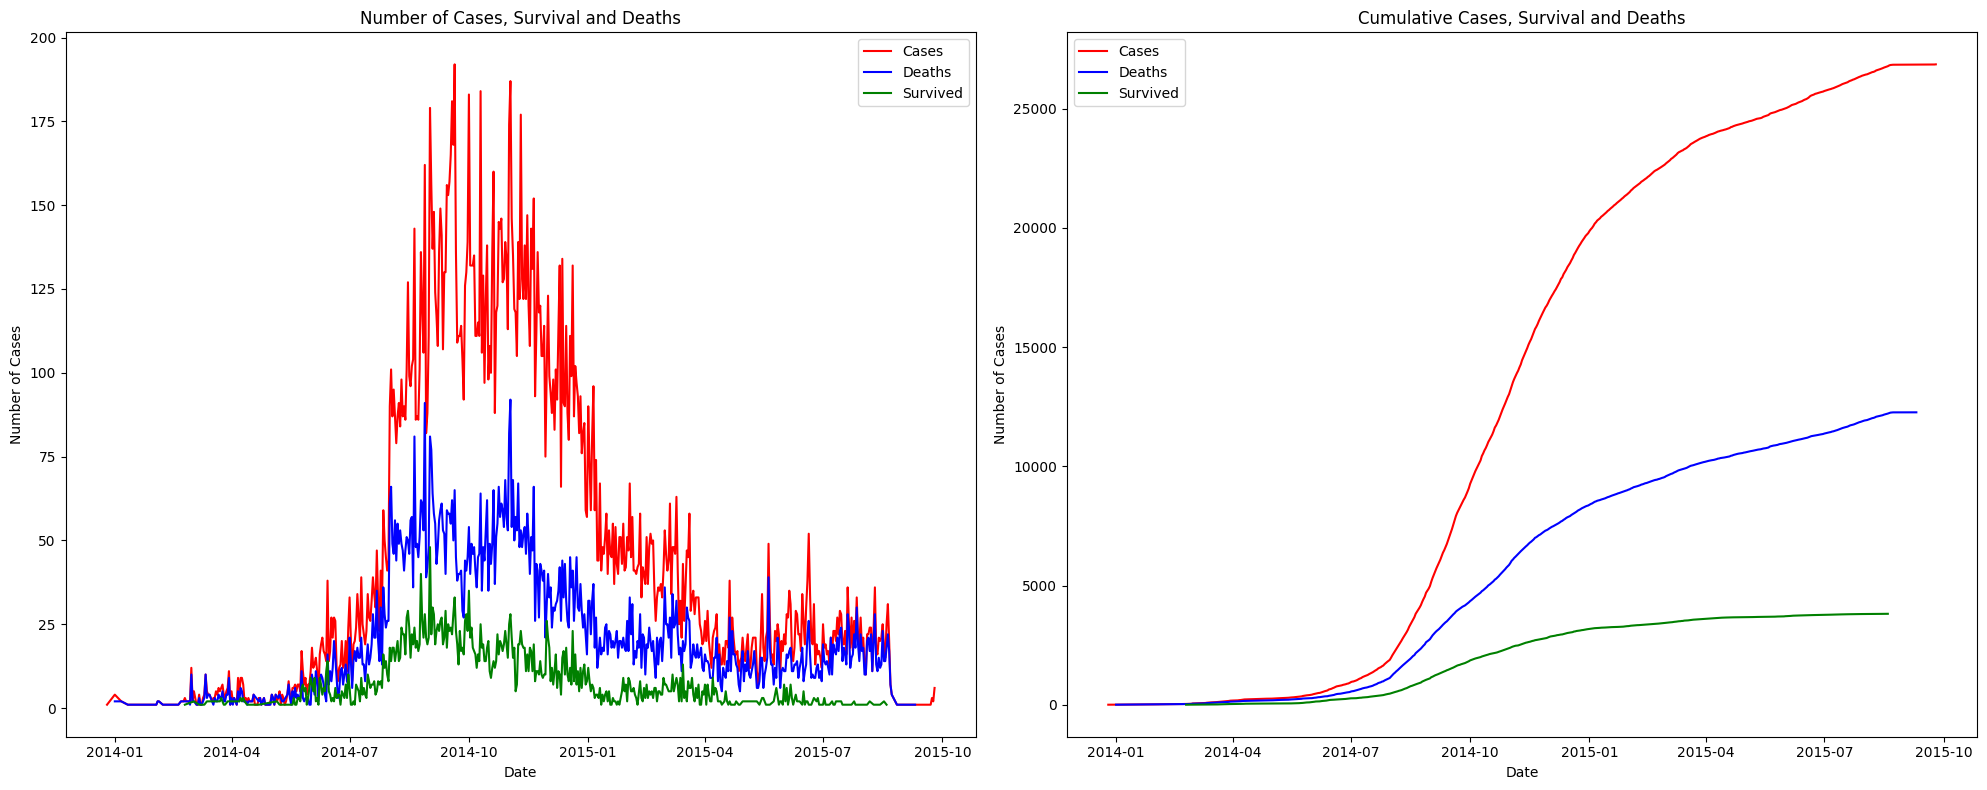 Number of Cases, Survival and Deaths
Number of Cases
200
175
150
125
100
75
50
25
0
Cases
Deaths
Survived
2014-01 2014-04 2014-07 2014-10 2015-01 2015-04 2015-07 2015-10
Date
Cumulative Cases, Survival and Deaths
Number of Cases
25000
20000
15000
10000
5000
0
Cases
Deaths
Survived
2014-01 2014-04 2014-07 2014-10 2015-01 2015-04 2015-07 2015-10
Date